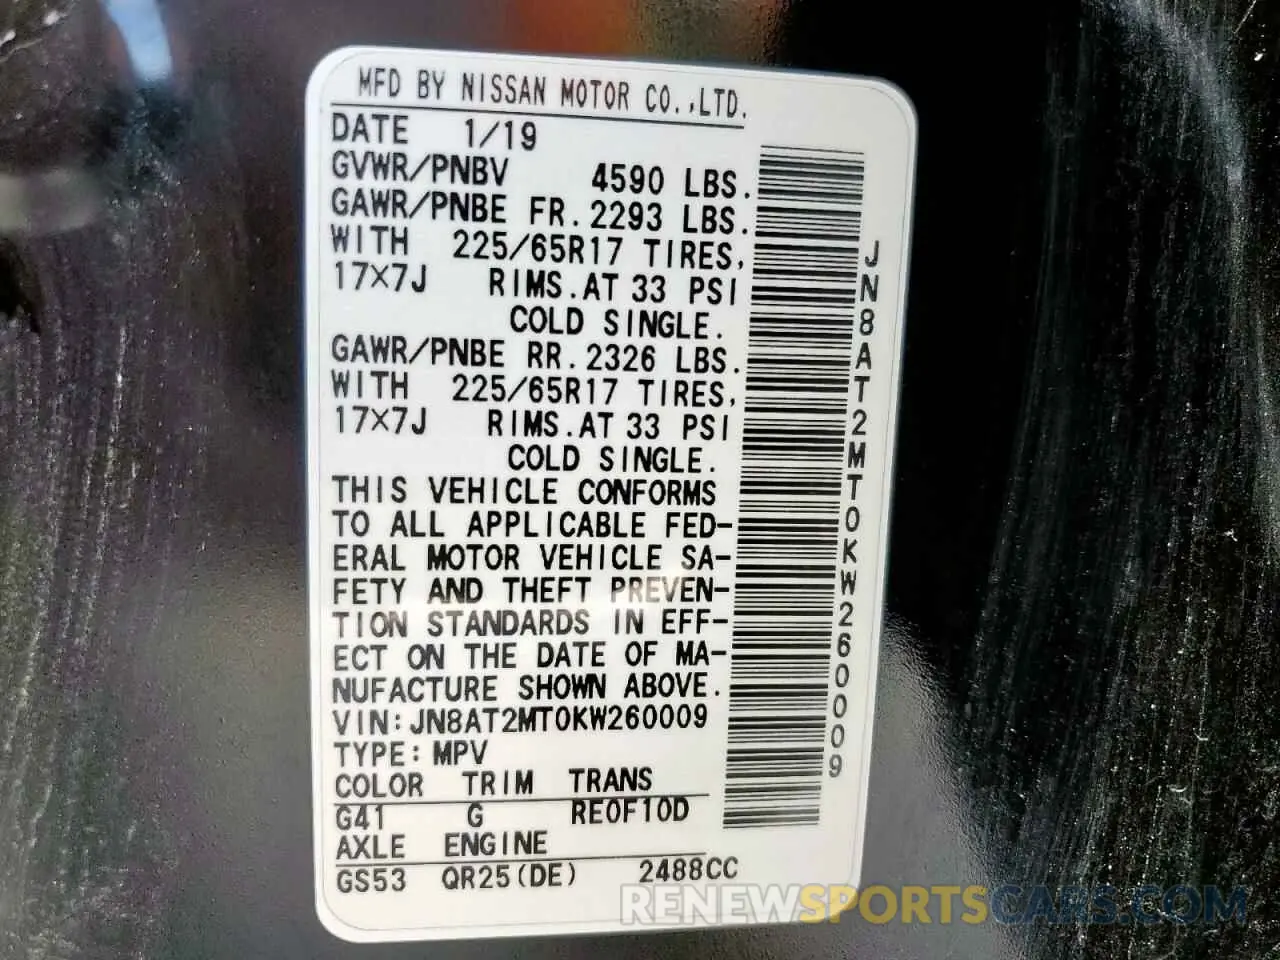 MFD BY NISSAN MOTOR CO.,LTD.
DATE 1/19
GVWR/PNBV 4590 LBS.
GAWR/PNBE FR.2293 LBS.
WITH 225/65R17 TIRES,
17X7J RIMS.AT 33 PSI
COLD SINGLE.
GAWR/PNBE RR.2326 LBS.
WITH 225/65R17 TIRES,
17X7J RIMS.AT 33 PSI
COLD SINGLE.
THIS VEHICLE CONFORMS
TO ALL APPLICABLE FED-
ERAL MOTOR VEHICLE SA-
FETY AND THEFT PREVEN-
TION STANDARDS IN EFF-
ECT ON THE DATE OF MA-
NUFACTURE SHOWN ABOVE.
VIN:JN8AT2MT0KW260009
TYPE:MPV
COLOR TRIM TRANS
G41 G RE0F10D
AXLE ENGINE
GS53 QR25(DE) 2488CC
JN8AT2MT0KW260009
RENEWSPORTSCARS.COM